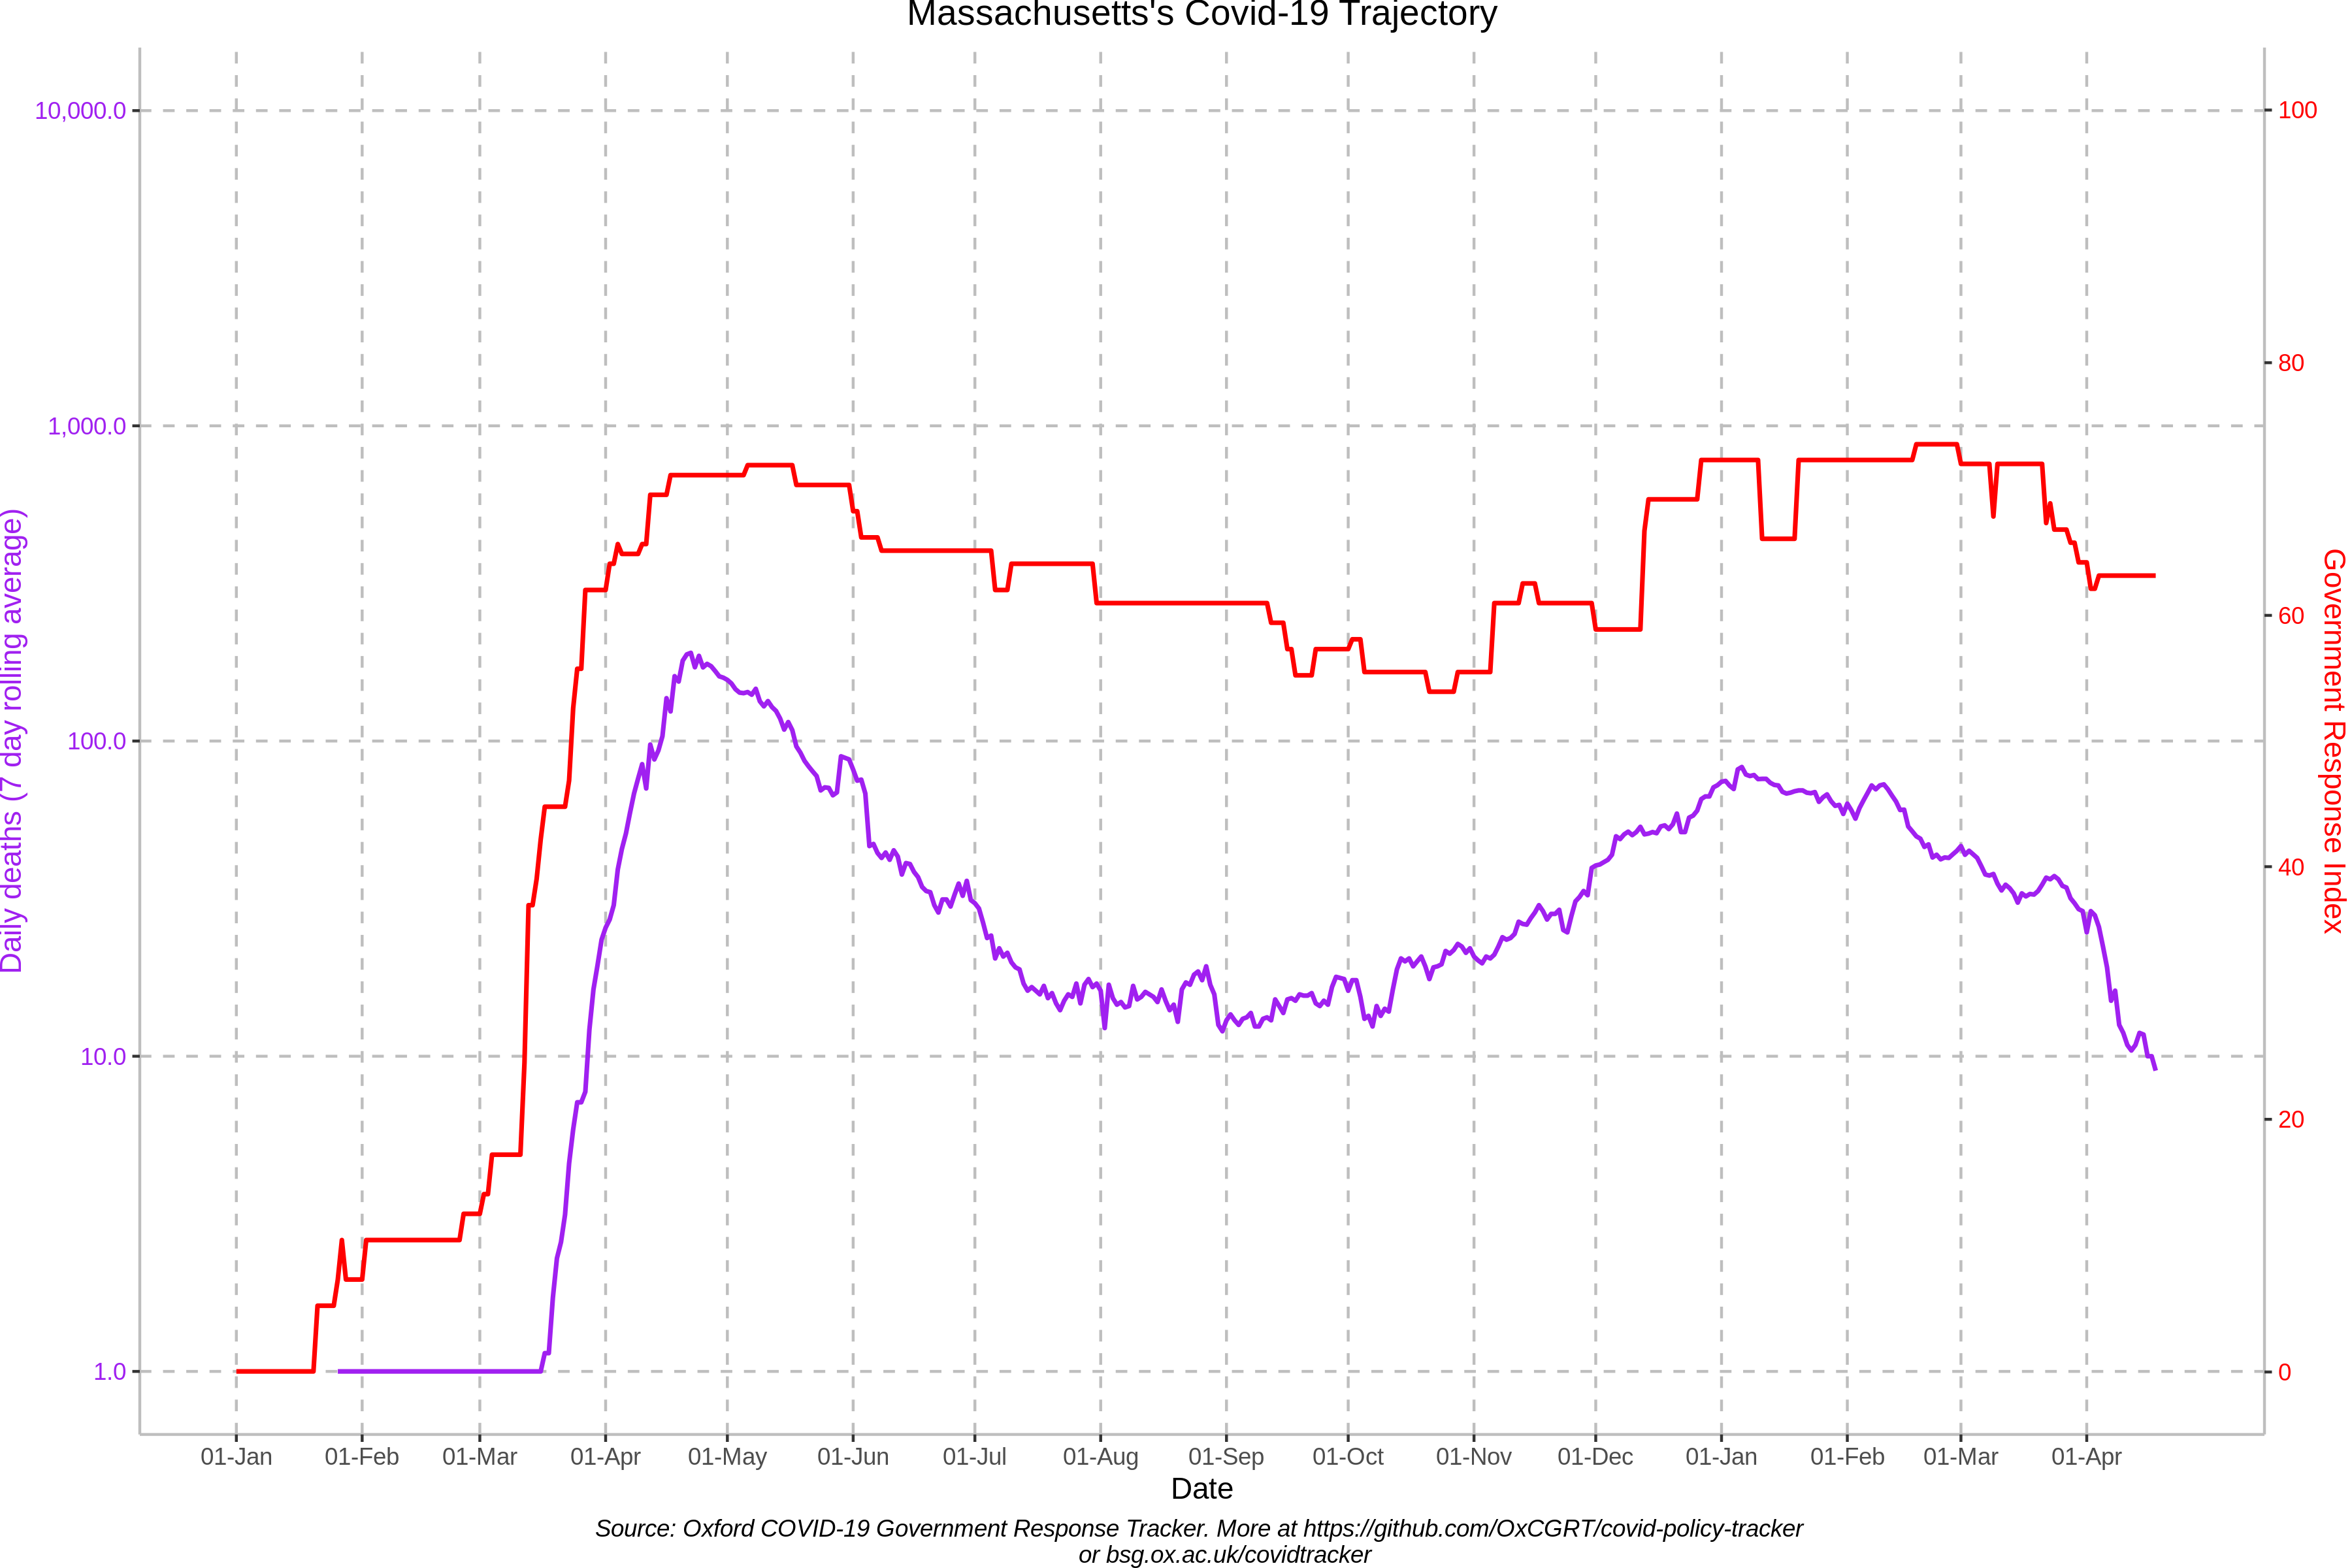 Massachusetts's Covid-19 Trajectory
10,000.0
1,000.0
100.0
10.0
1.0
Daily deaths (7 day rolling average)
100
80
60
40
20
0
Government Response Index
01-Jan 01-Feb 01-Mar 01-Apr 01-May 01-Jun 01-Jul 01-Aug 01-Sep 01-Oct 01-Nov 01-Dec 01-Jan 01-Feb 01-Mar 01-Apr
Date
Source: Oxford COVID-19 Government Response Tracker. More at https://github.com/OxCGRT/covid-policy-tracker
or bsg.ox.ac.uk/covidtracker